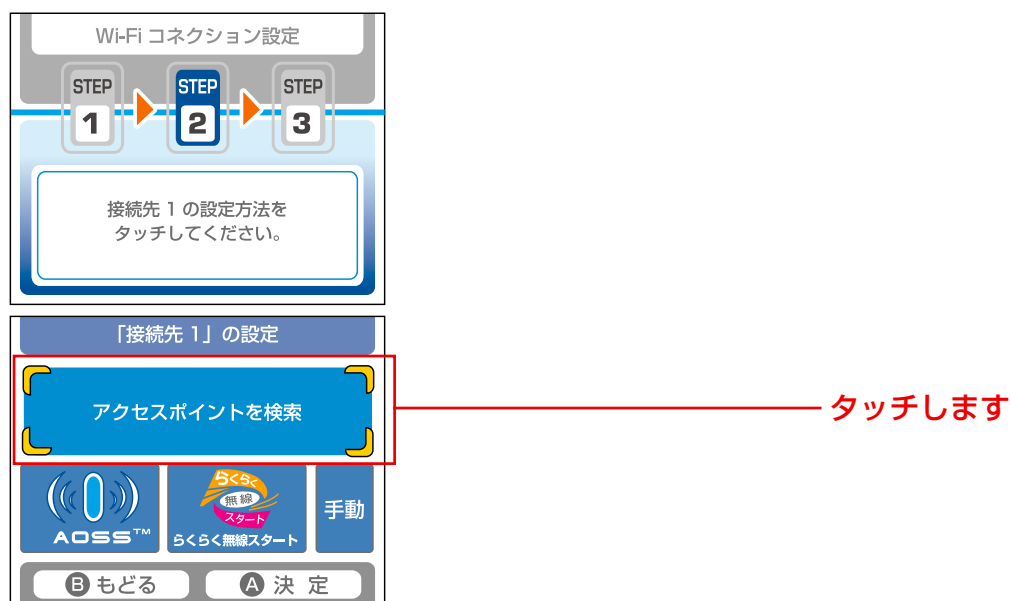 Wi-Fi コネクション設定
STEP STEP STEP
1 2 3
接続先 1 の設定方法を
タッチしてください。
「接続先 1」の設定
アクセスポイントを検索
タッチします
AOSS™
らくらく
無線
スタート
らくらく無線スタート
手動
B もどる
A 決 定